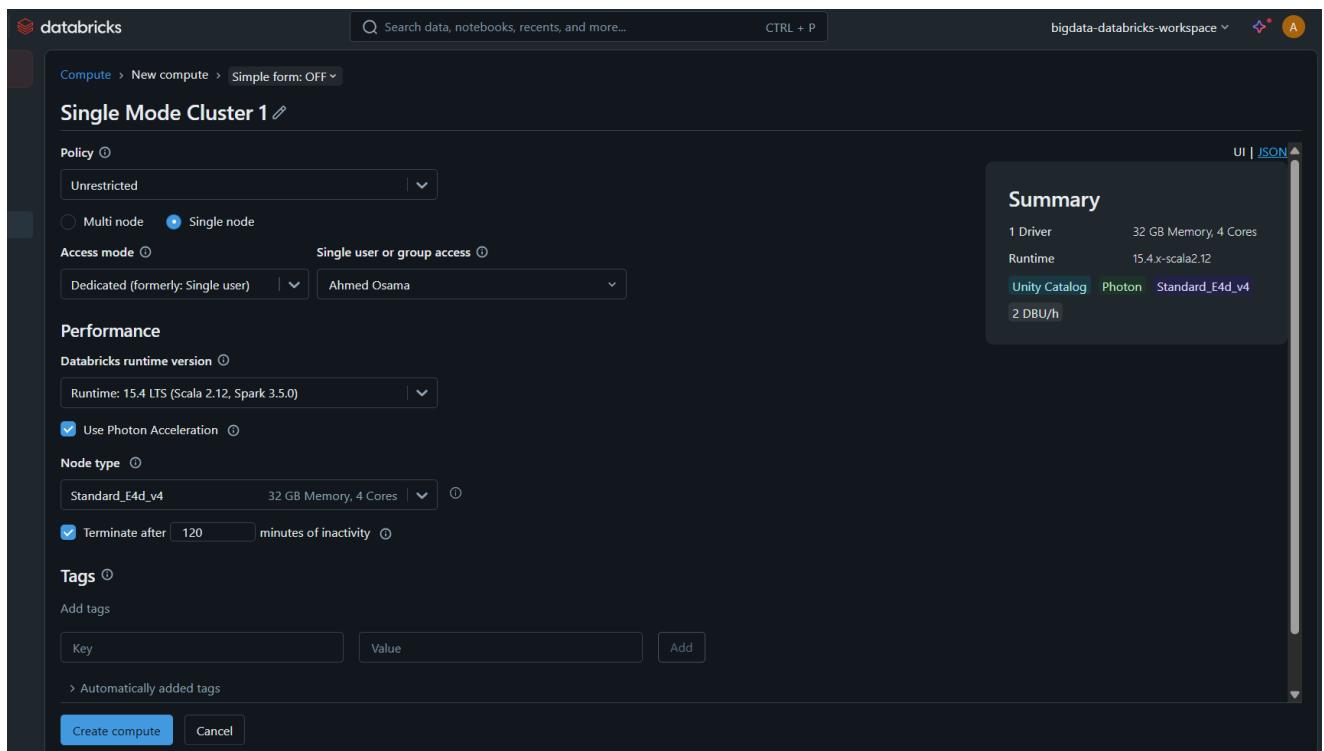 databricks
Search data, notebooks, recents, and more... CTRL + P
bigdata-databricks-workspace
A
Compute > New compute > Simple form: OFF
Single Mode Cluster 1
Policy
UI | JSON
Unrestricted
Multi node Single node
Access mode Single user or group access
Dedicated (formerly: Single user) Ahmed Osama
Performance
Databricks runtime version
Runtime: 15.4 LTS (Scala 2.12, Spark 3.5.0)
Use Photon Acceleration
Node type
Standard_E4d_v4 32 GB Memory, 4 Cores
Terminate after 120 minutes of inactivity
Tags
Add tags
Key Value Add
> Automatically added tags
Create compute Cancel
Summary
1 Driver 32 GB Memory, 4 Cores
Runtime 15.4.x-scala2.12
Unity Catalog Photon Standard_E4d_v4
2 DBU/h